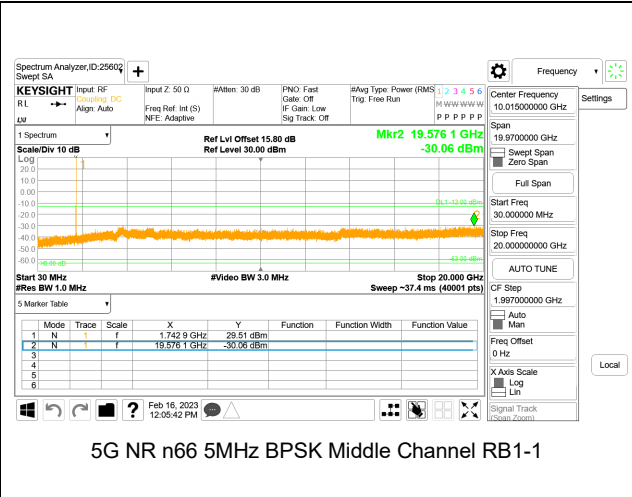 Spectrum Analyzer,ID:25602
Swept SA
Frequency
Settings
KEYSIGHT
RL
Input: RF
Coupling: DC
Align: Auto
Input Z: 50 Ω
Freq Ref: Int (S)
NFE: Adaptive
#Atten: 30 dB
PNO: Fast
Gate: Off
IF Gain: Low
Sig Track: Off
#Avg Type: Power (RMS
Trig: Free Run
1 2 3 4 5 6
M W W W W W
P P P P P P
1 Spectrum
Scale/Div 10 dB
Ref Lvl Offset 15.80 dB
Ref Level 30.00 dBm
Mkr2 19.576 1 GHz
-30.06 dBm
Log
20.0
10.0
0.00
-10.0
-20.0
-30.0
-40.0
-50.0
-60.0
1
DL1 -13.00 dBm
Start 30 MHz
#Res BW 1.0 MHz
#Video BW 3.0 MHz
Stop 20.000 GHz
Sweep ~37.4 ms (40001 pts)
5 Marker Table
Mode Trace Scale X Y Function Function Width Function Value
1 N 1 f 1.742 9 GHz 29.51 dBm
2 N 1 f 19.576 1 GHz -30.06 dBm
3
4
5
6
Feb 16, 2023
12:05:42 PM
Center Frequency
10.015000000 GHz
Span
19.9700000 GHz
Swept Span
Zero Span
Full Span
Start Freq
30.000000 MHz
Stop Freq
20.000000000 GHz
AUTO TUNE
CF Step
1.997000000 GHz
Auto
Man
Freq Offset
0 Hz
X Axis Scale
Log
Lin
Signal Track
(Span Zoom)
Local
5G NR n66 5MHz BPSK Middle Channel RB1-1